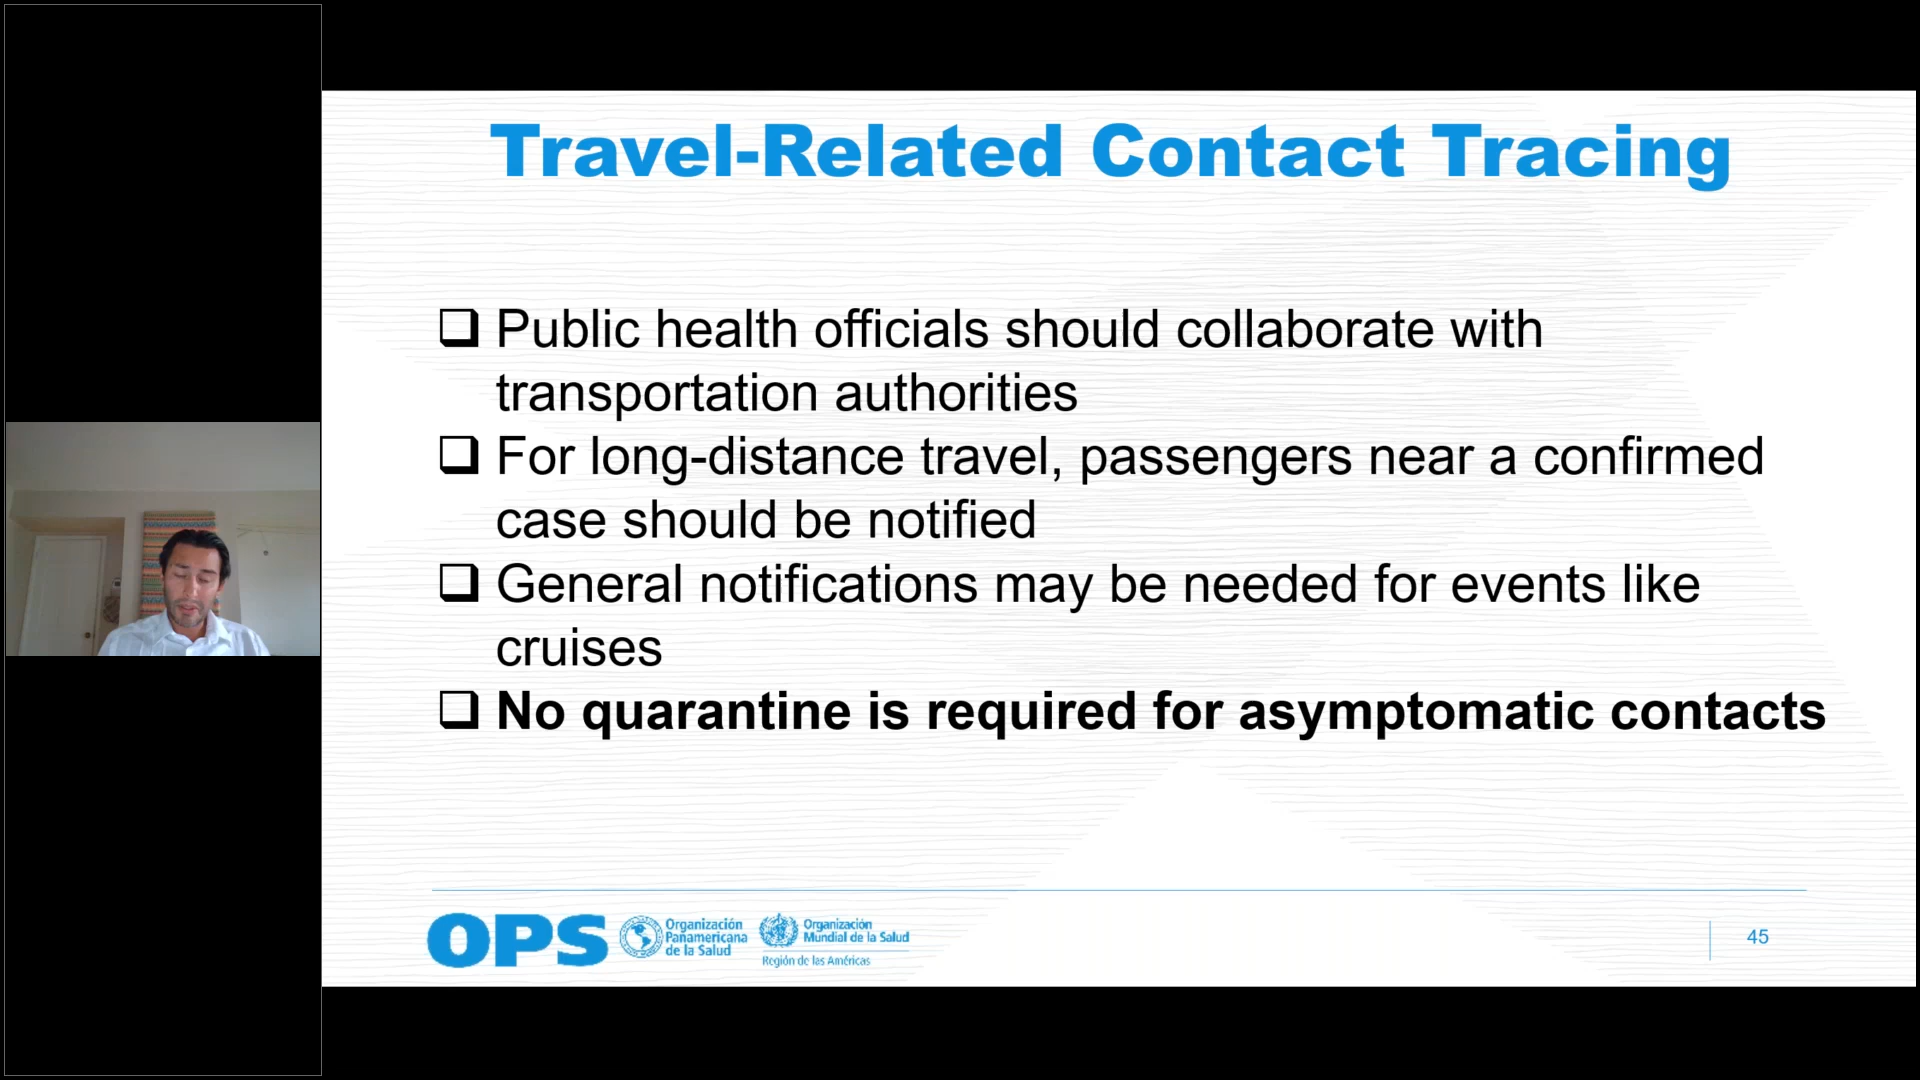 Travel-Related Contact Tracing
Public health officials should collaborate with
transportation authorities
For long-distance travel, passengers near a confirmed
case should be notified
General notifications may be needed for events like
cruises
No quarantine is required for asymptomatic contacts
OPS
Organización
Panamericana
de la Salud
Organización
Mundial de la Salud
Región de las Américas
45